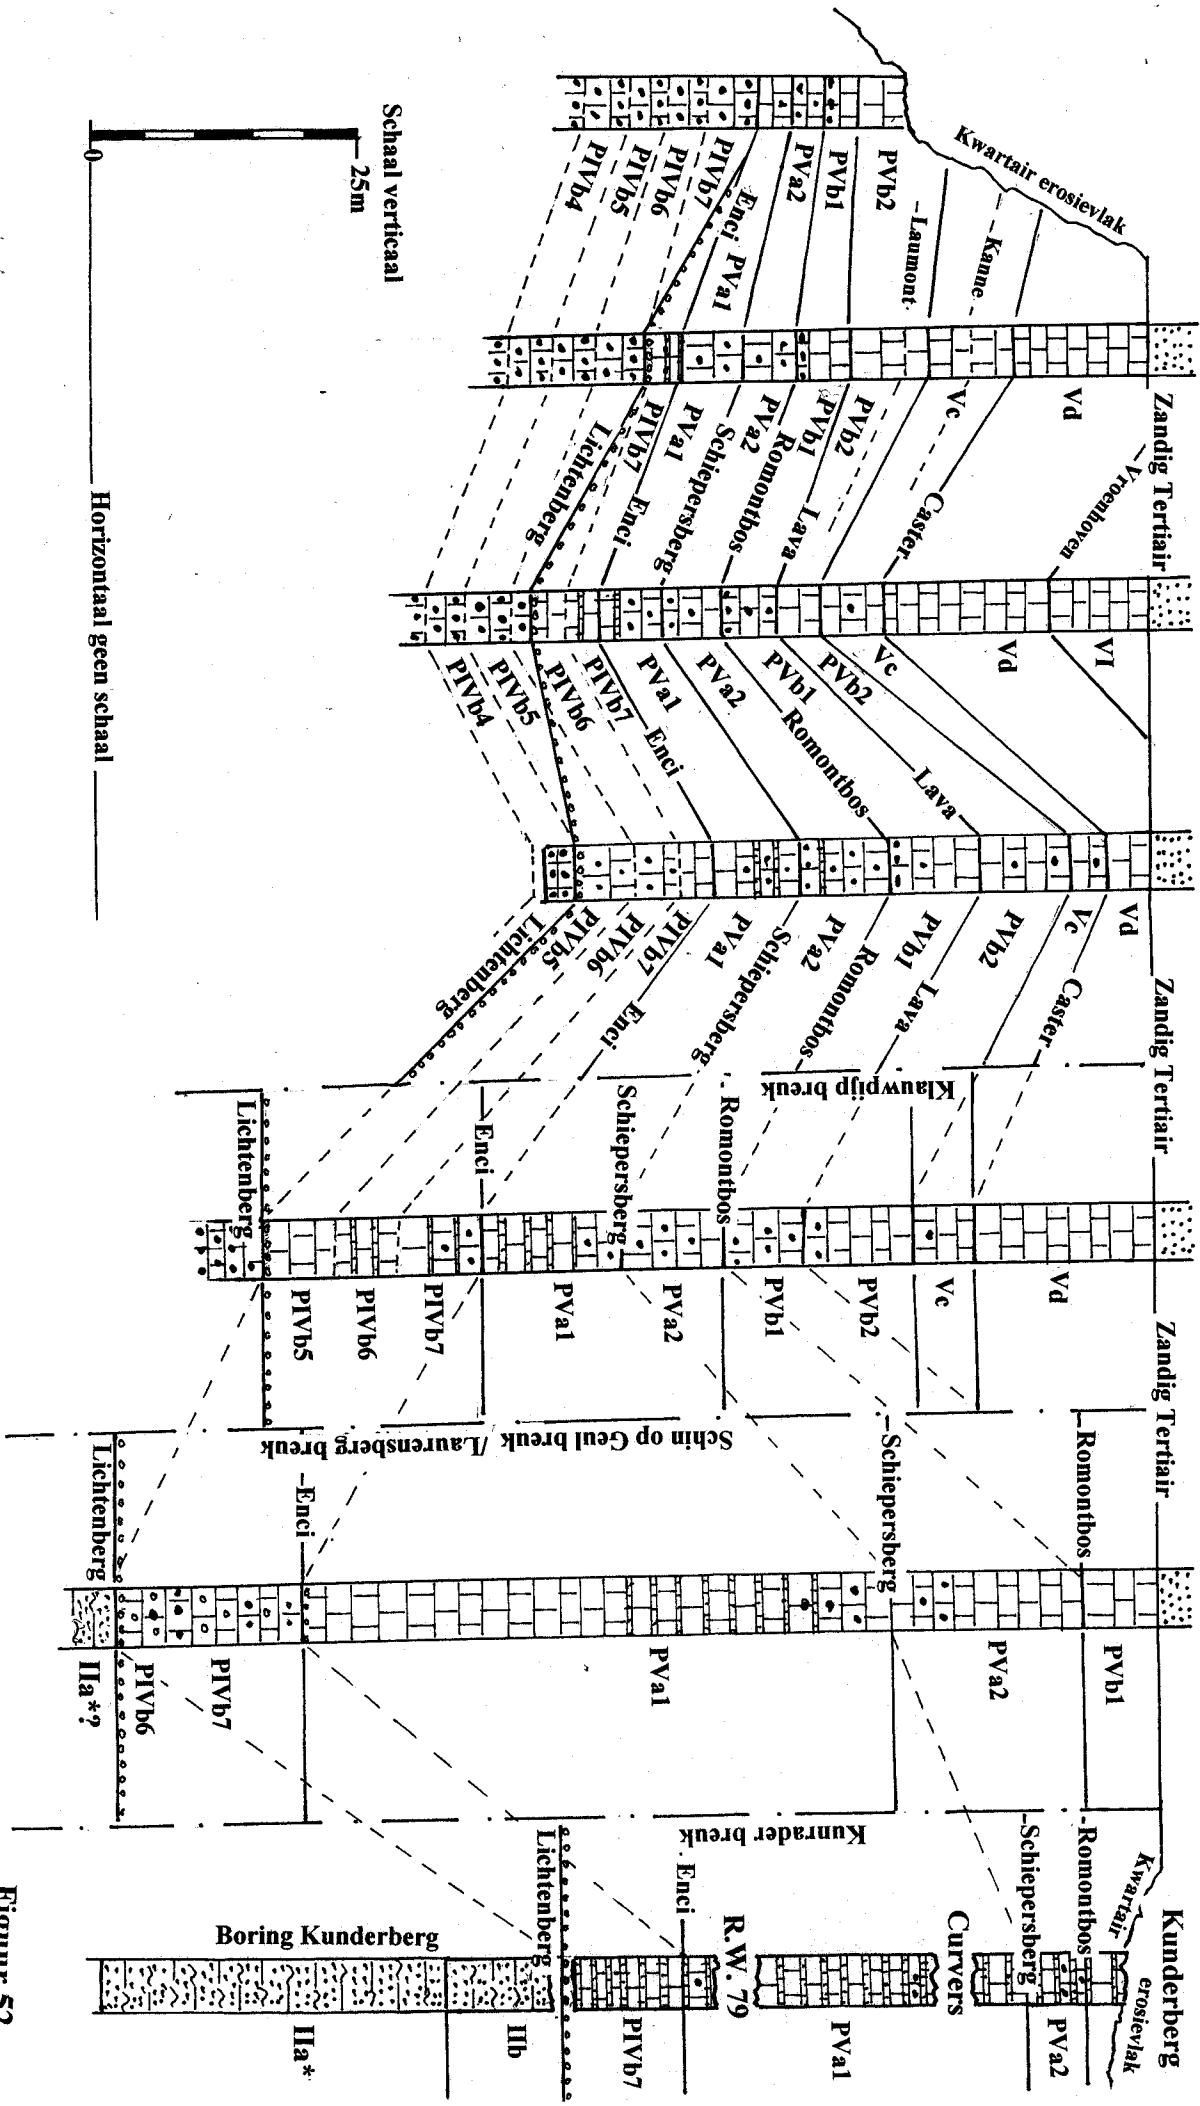 Kwartair erosievlak
PVb2
PVb1
PVa2
PIVb7
PIVb6
PIVb5
PIVb4
Enci PVa1
Laumont
Kanne
Schaal verticaal
25m
0
Horizontaal geen schaal
Zandig Tertiair
Vd
Vc
PVb2
PVb1
PVa2
PVa1
PIVb7
Vroenhoven
Caster
Lava
Romontbos
Schiepersberg
Enci
Lichtenberg
VI
Vd
Vc
PVb2
PVb1
PVa2
PVa1
PIVb7
PIVb6
PIVb5
PIVb4
Lava
Romontbos
Enci
Zandig Tertiair
Vd
Vc
PVb2
PVb1
PVa2
PVa1
PIVb7
PIVb6
PIVb5
Caster
Lava
Romontbos
Schiepersberg
Enci
Lichtenberg
Klauwpijp breuk
Romontbos
Schiepersberg
Enci
Lichtenberg
Zandig Tertiair
Vd
Vc
PVb2
PVb1
PVa2
PVa1
PIVb7
PIVb6
PIVb5
Schin op Geul breuk /Laurensberg breuk
Romontbos
Schiepersberg
Enci
Lichtenberg
PVb1
PVa2
PVa1
PIVb7
PIVb6
IIa*?
Kunrader breuk
Kunderberg
Kwartair erosievlak
Romontbos
Schiepersberg
Curvers
R.W. 79
Enci
Lichtenberg
Boring Kunderberg
PVa2
PVa1
PIVb7
IIb
IIa*
Figuur 52